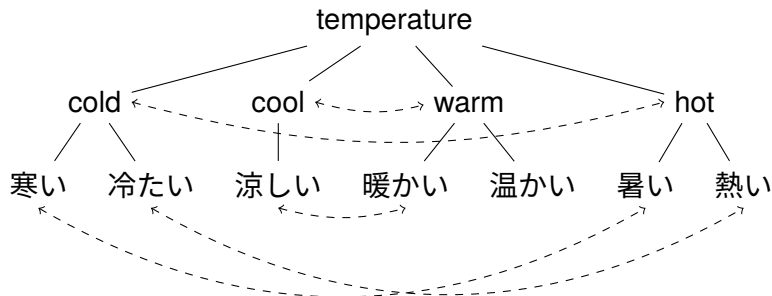 temperature
cold cool warm hot
寒い 冷たい 涼しい 暖かい 温かい 暑い 熱い